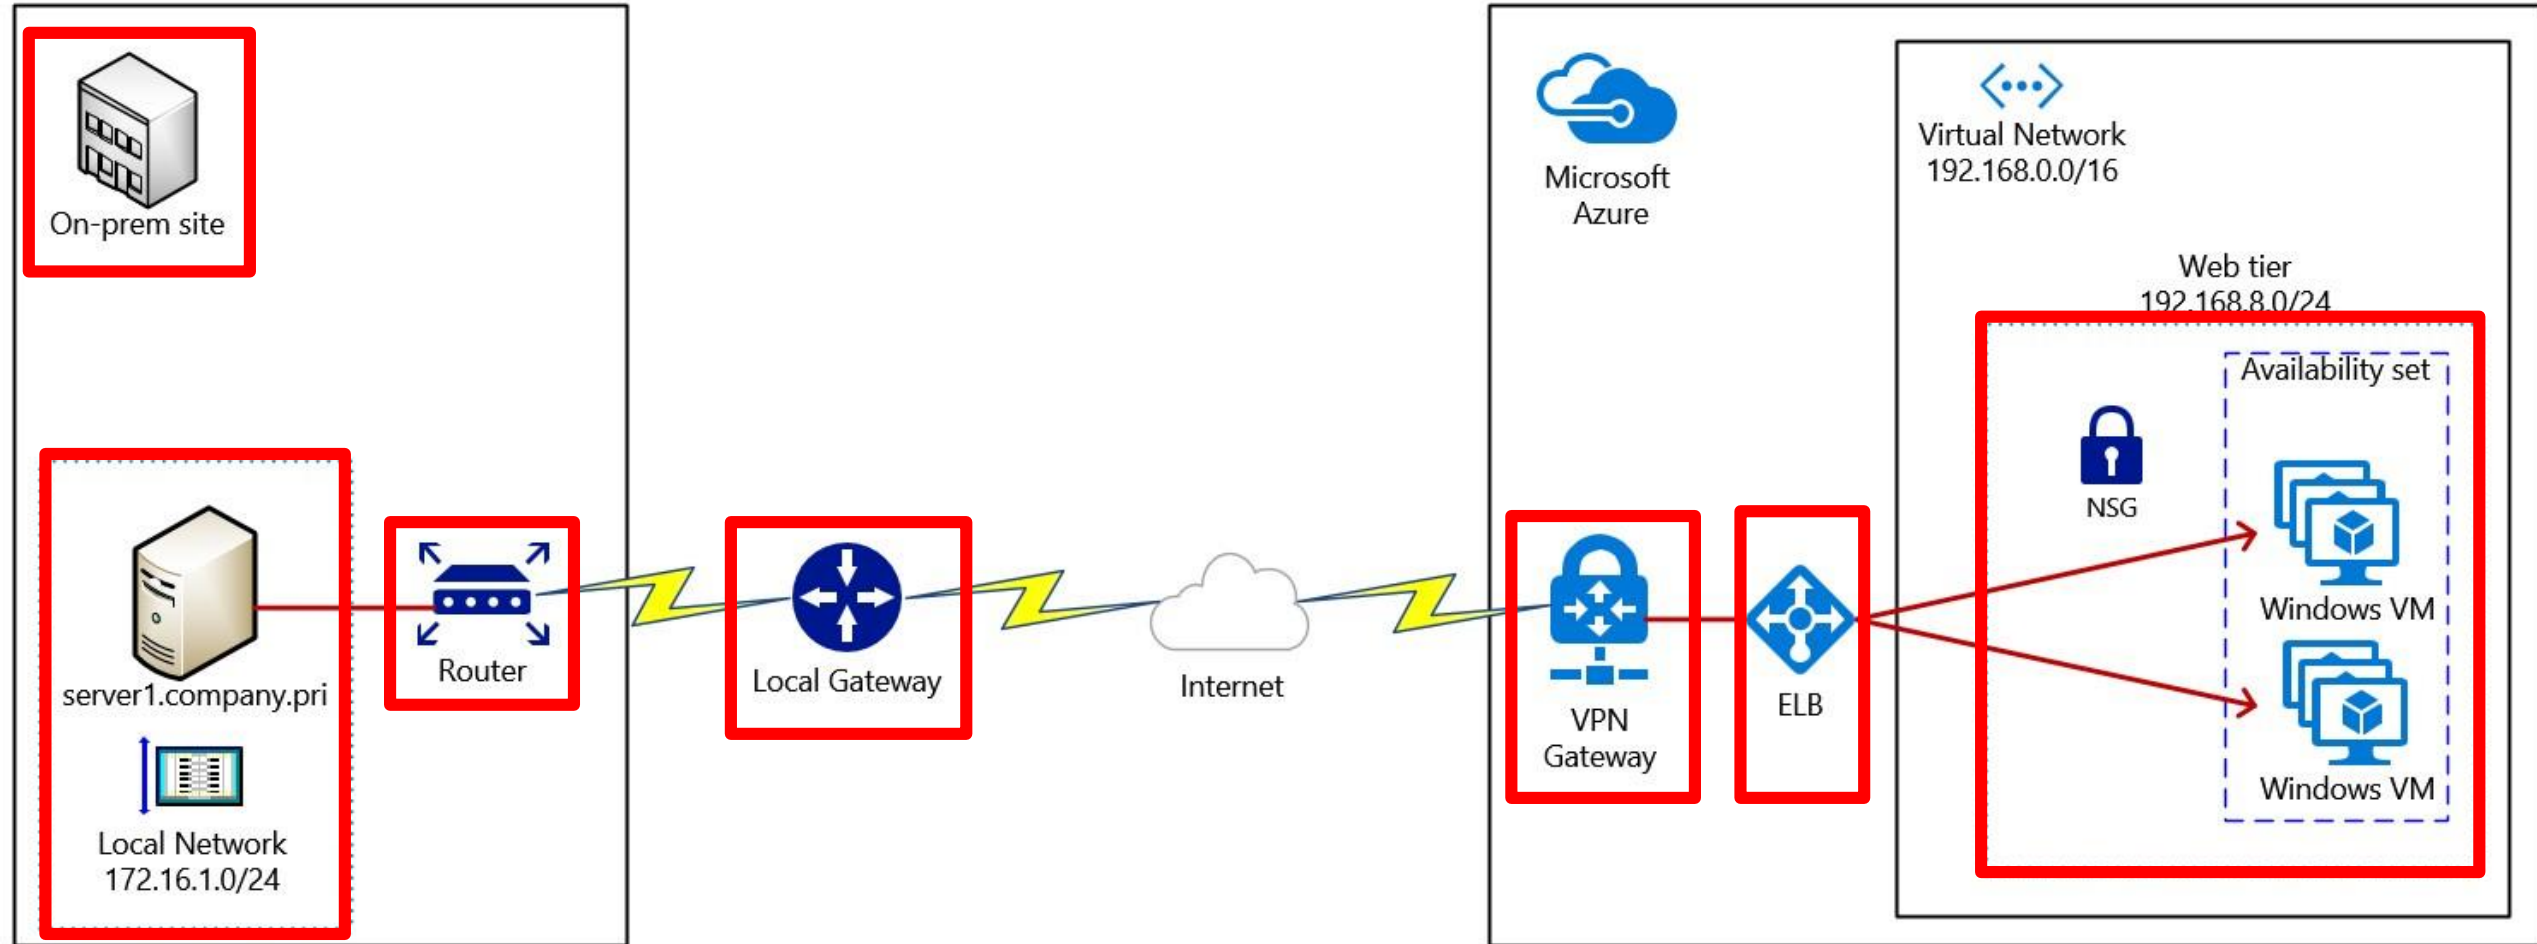 On-prem site
server1.company.pri
Local Network
172.16.1.0/24
Router
Local Gateway
Internet
Microsoft
Azure
VPN
Gateway
ELB
Virtual Network
192.168.0.0/16
Web tier
192.168.8.0/24
Availability set
NSG
Windows VM
Windows VM